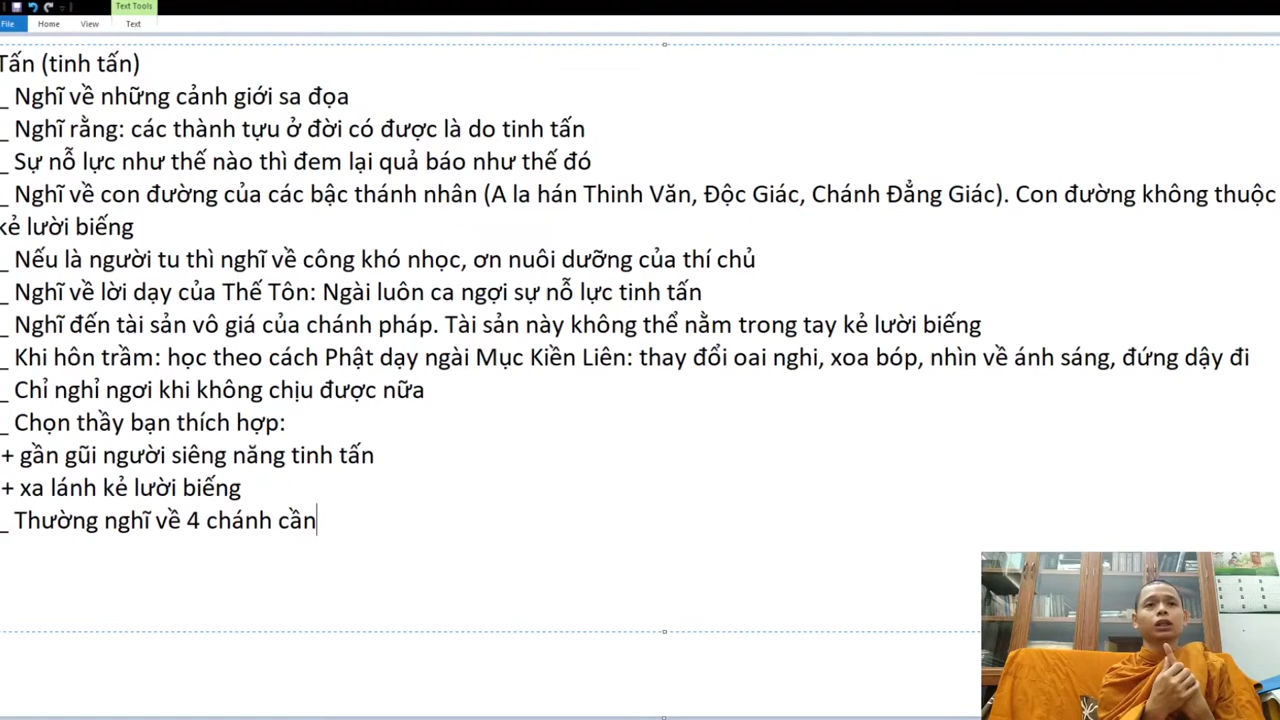 Text Tools
File Home View Text
Tấn (tinh tấn)
_ Nghĩ về những cảnh giới sa đọa
_ Nghĩ rằng: các thành tựu ở đời có được là do tinh tấn
_ Sự nỗ lực như thế nào thì đem lại quả báo như thế đó
_ Nghĩ về con đường của các bậc thánh nhân (A la hán Thinh Văn, Độc Giác, Chánh Đẳng Giác). Con đường không thuộc
kẻ lười biếng
_ Nếu là người tu thì nghĩ về công khó nhọc, ơn nuôi dưỡng của thí chủ
_ Nghĩ về lời dạy của Thế Tôn: Ngài luôn ca ngợi sự nỗ lực tinh tấn
_ Nghĩ đến tài sản vô giá của chánh pháp. Tài sản này không thể nằm trong tay kẻ lười biếng
_ Khi hôn trầm: học theo cách Phật dạy ngài Mục Kiền Liên: thay đổi oai nghi, xoa bóp, nhìn về ánh sáng, đứng dậy đi
_ Chỉ nghỉ ngơi khi không chịu được nữa
_ Chọn thầy bạn thích hợp:
+ gần gũi người siêng năng tinh tấn
+ xa lánh kẻ lười biếng
_ Thường nghĩ về 4 chánh cần